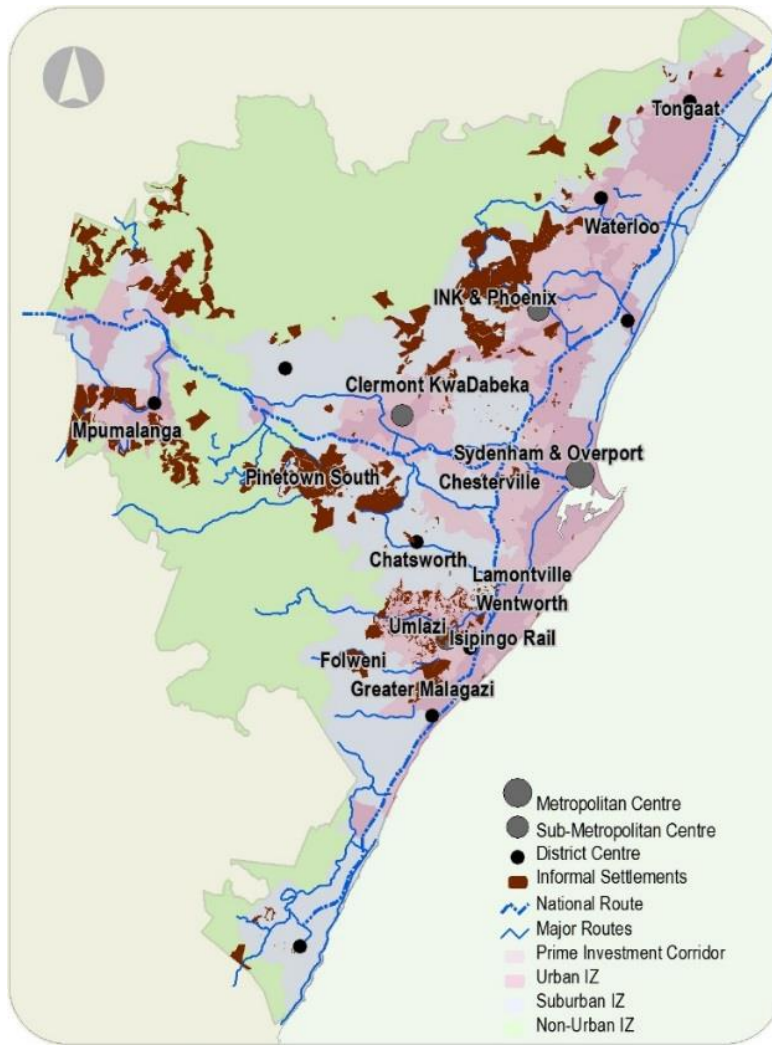 Tongaat
Waterloo
INK & Phoenix
Clermont KwaDabeka
Mpumalanga
Sydenham & Overport
Pinetown South
Chesterville
Chatsworth
Lamontville
Wentworth
Umlazi
Isipingo Rail
Folweni
Greater Malagazi
Metropolitan Centre
Sub-Metropolitan Centre
District Centre
Informal Settlements
National Route
Major Routes
Prime Investment Corridor
Urban IZ
Suburban IZ
Non-Urban IZ